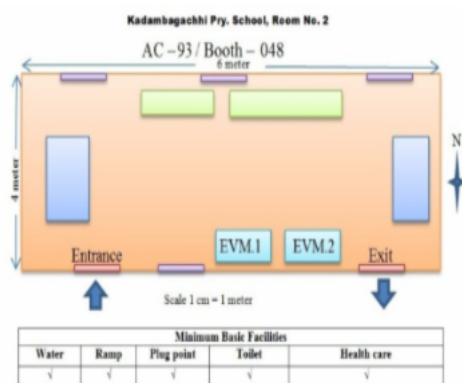 Kadambagachhi Pry. School, Room No. 2
AC –93 / Booth – 048
6 meter
4 meter
N
EVM.1 EVM.2
Entrance Exit
Scale 1 cm = 1 meter
Minimum Basic Facilities
Water Ramp Plug point Toilet Health care
√ √ √ √ √